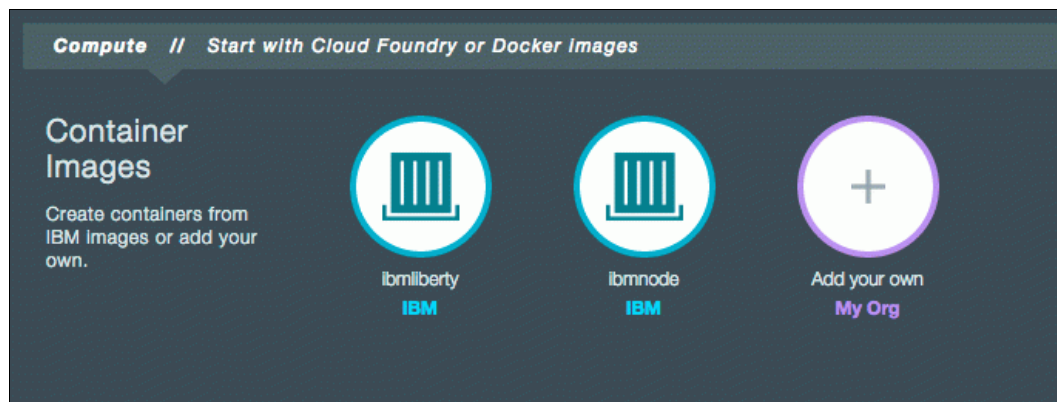 Compute // Start with Cloud Foundry or Docker images
Container
Images
Create containers from
IBM images or add your
own.
ibmliberty
IBM
ibmnode
IBM
Add your own
My Org